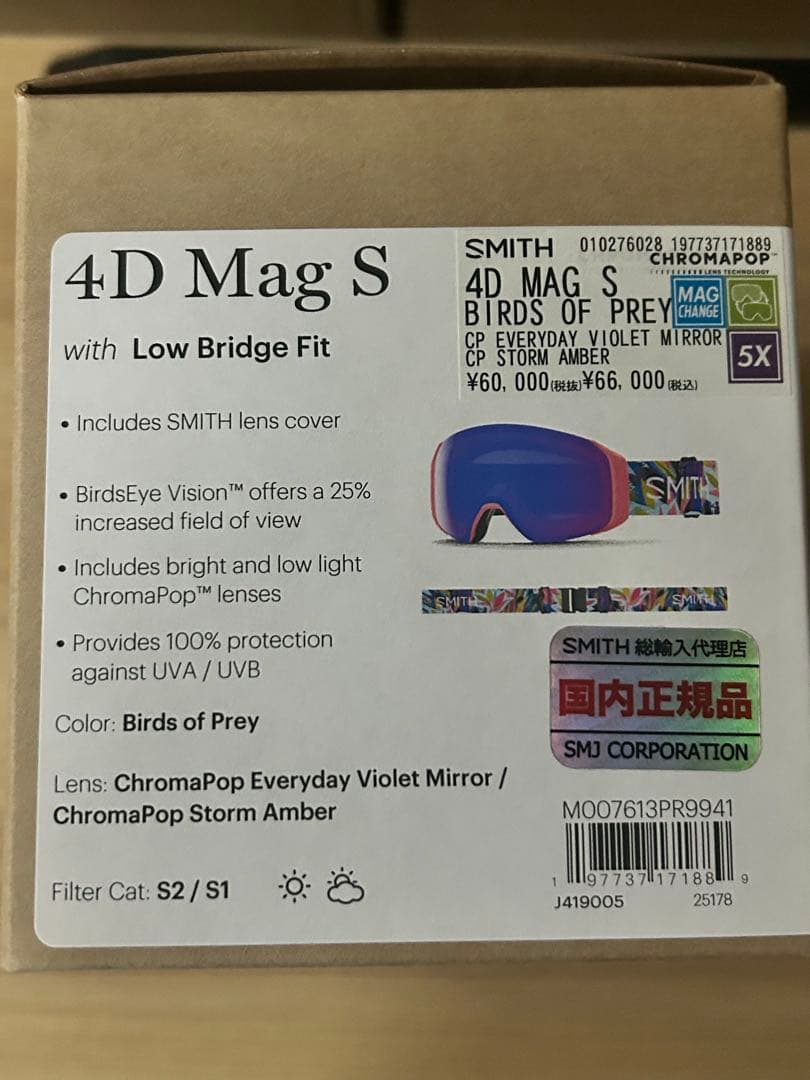 4D Mag S
with Low Bridge Fit
• Includes SMITH lens cover
• BirdsEye Vision™ offers a 25%
increased field of view
• Includes bright and low light
ChromaPop™ lenses
• Provides 100% protection
against UVA / UVB
Color: Birds of Prey
Lens: ChromaPop Everyday Violet Mirror /
ChromaPop Storm Amber
Filter Cat: S2 / S1
SMITH 010276028 197737171889
CHROMAPOP™
LENS TECHNOLOGY
4D MAG S
BIRDS OF PREY
MAG
CHANGE
CP EVERYDAY VIOLET MIRROR
CP STORM AMBER
5X
¥60,000(税抜)¥66,000(税込)
SMITH
SMITH SMITH
SMITH 総輸入代理店
国内正規品
SMJ CORPORATION
M007613PR9941
1 97737 17188 9
J419005 25178